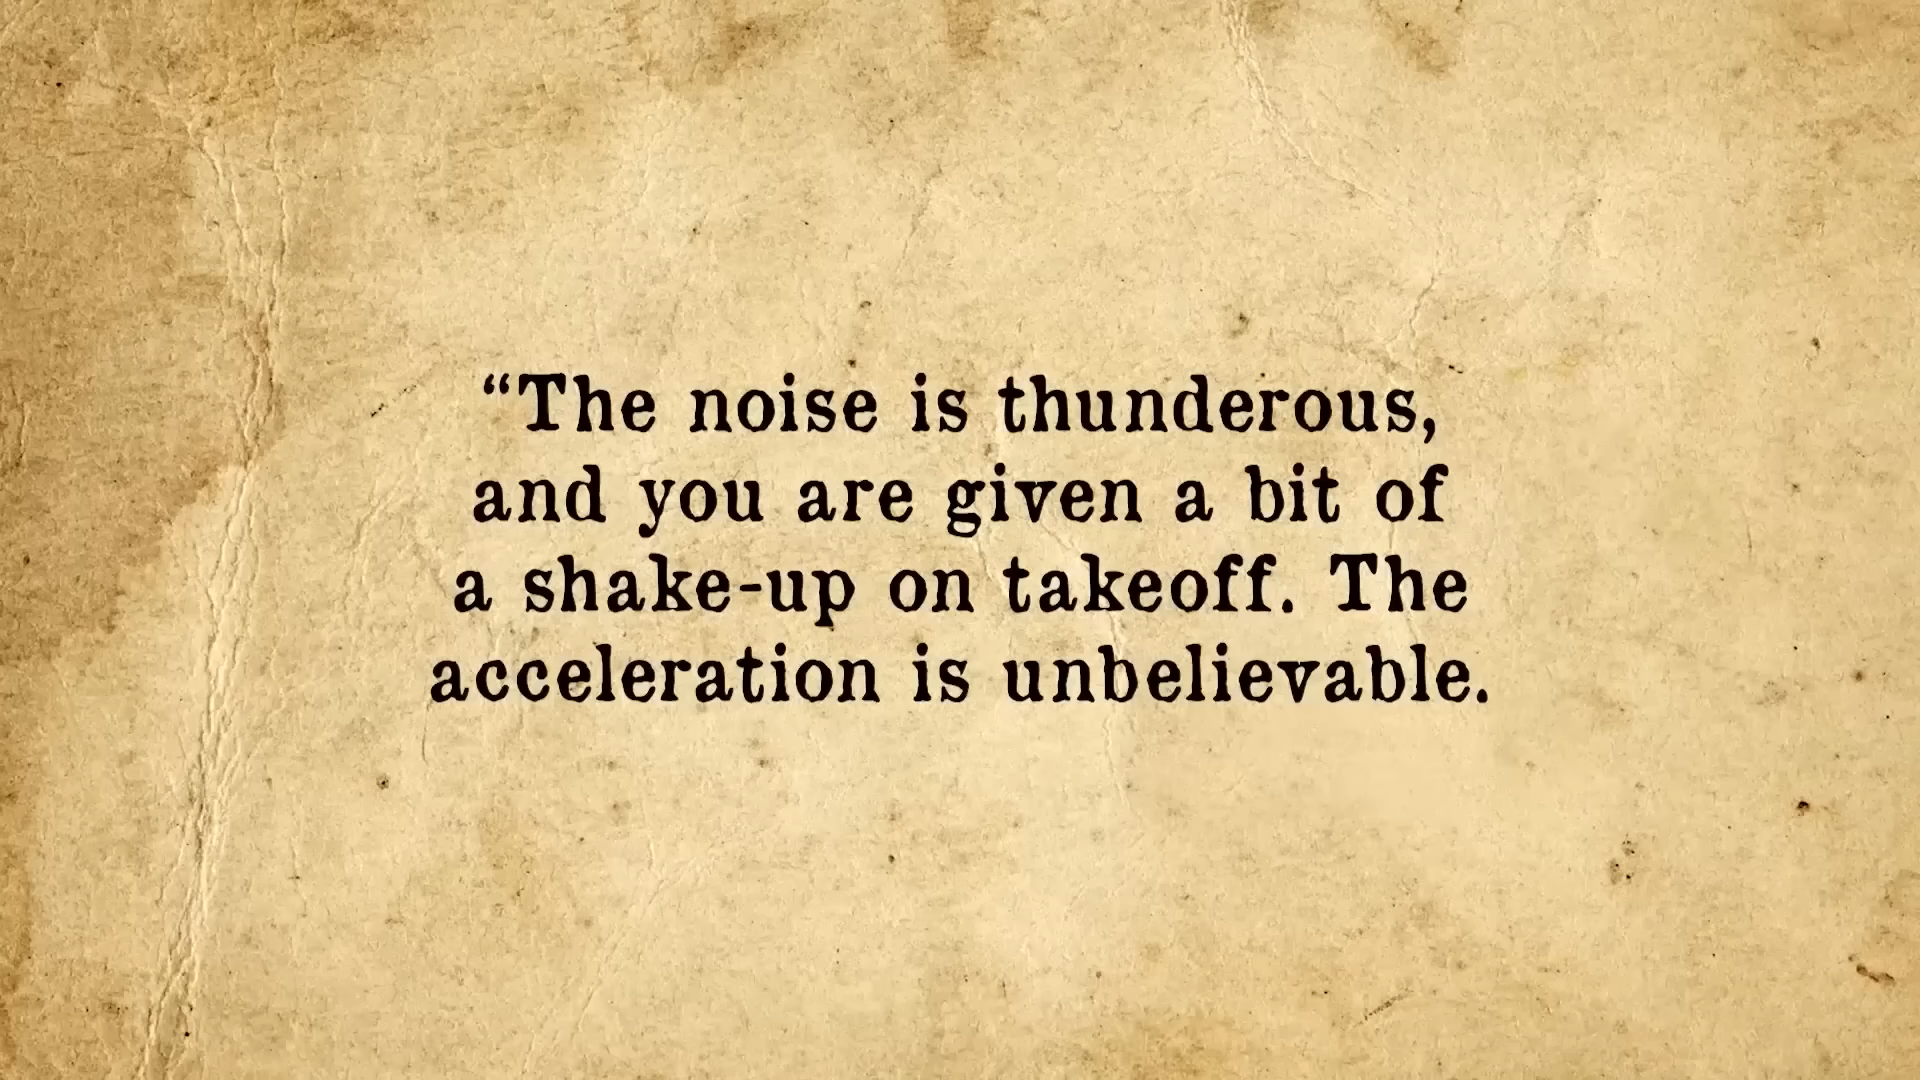 “The noise is thunderous,
and you are given a bit of
a shake-up on takeoff. The
acceleration is unbelievable.